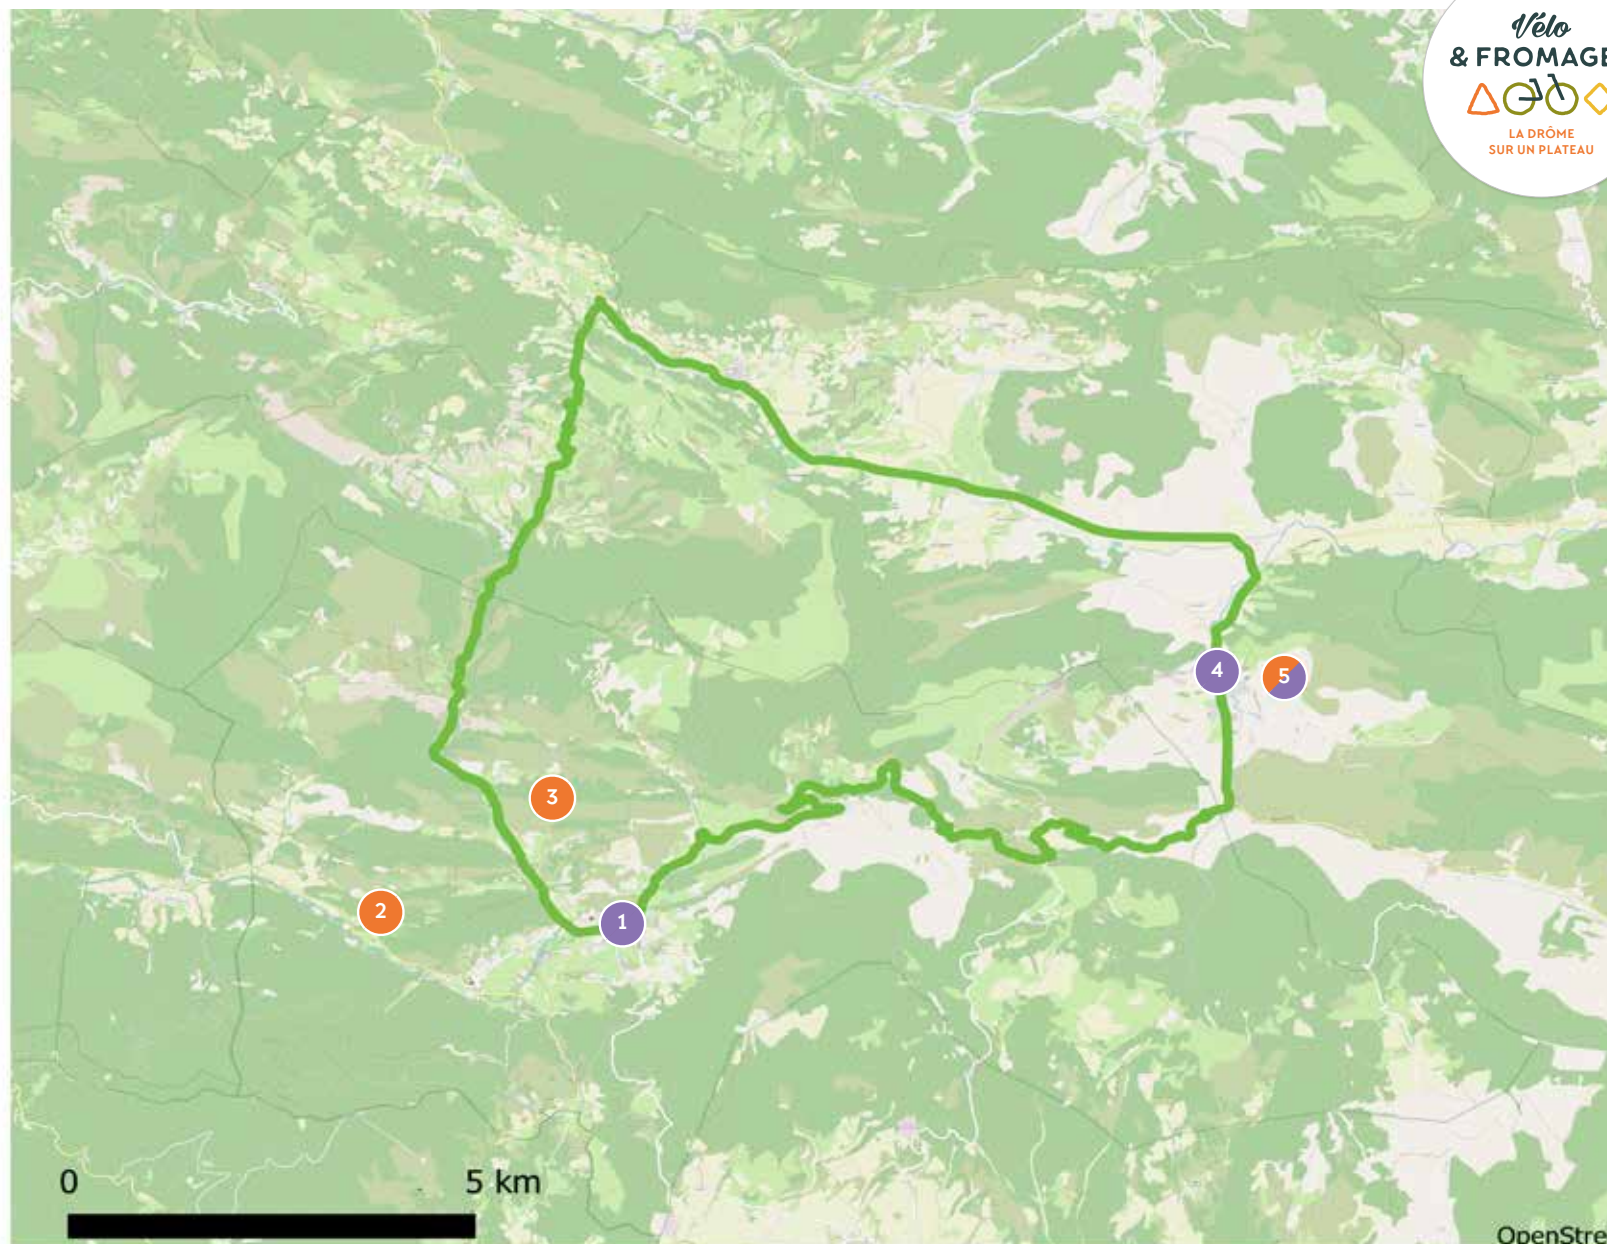 Vélo
& FROMAGE
LA DRÔME
SUR UN PLATEAU
4
5
3
2
1
0
5 km
OpenStre